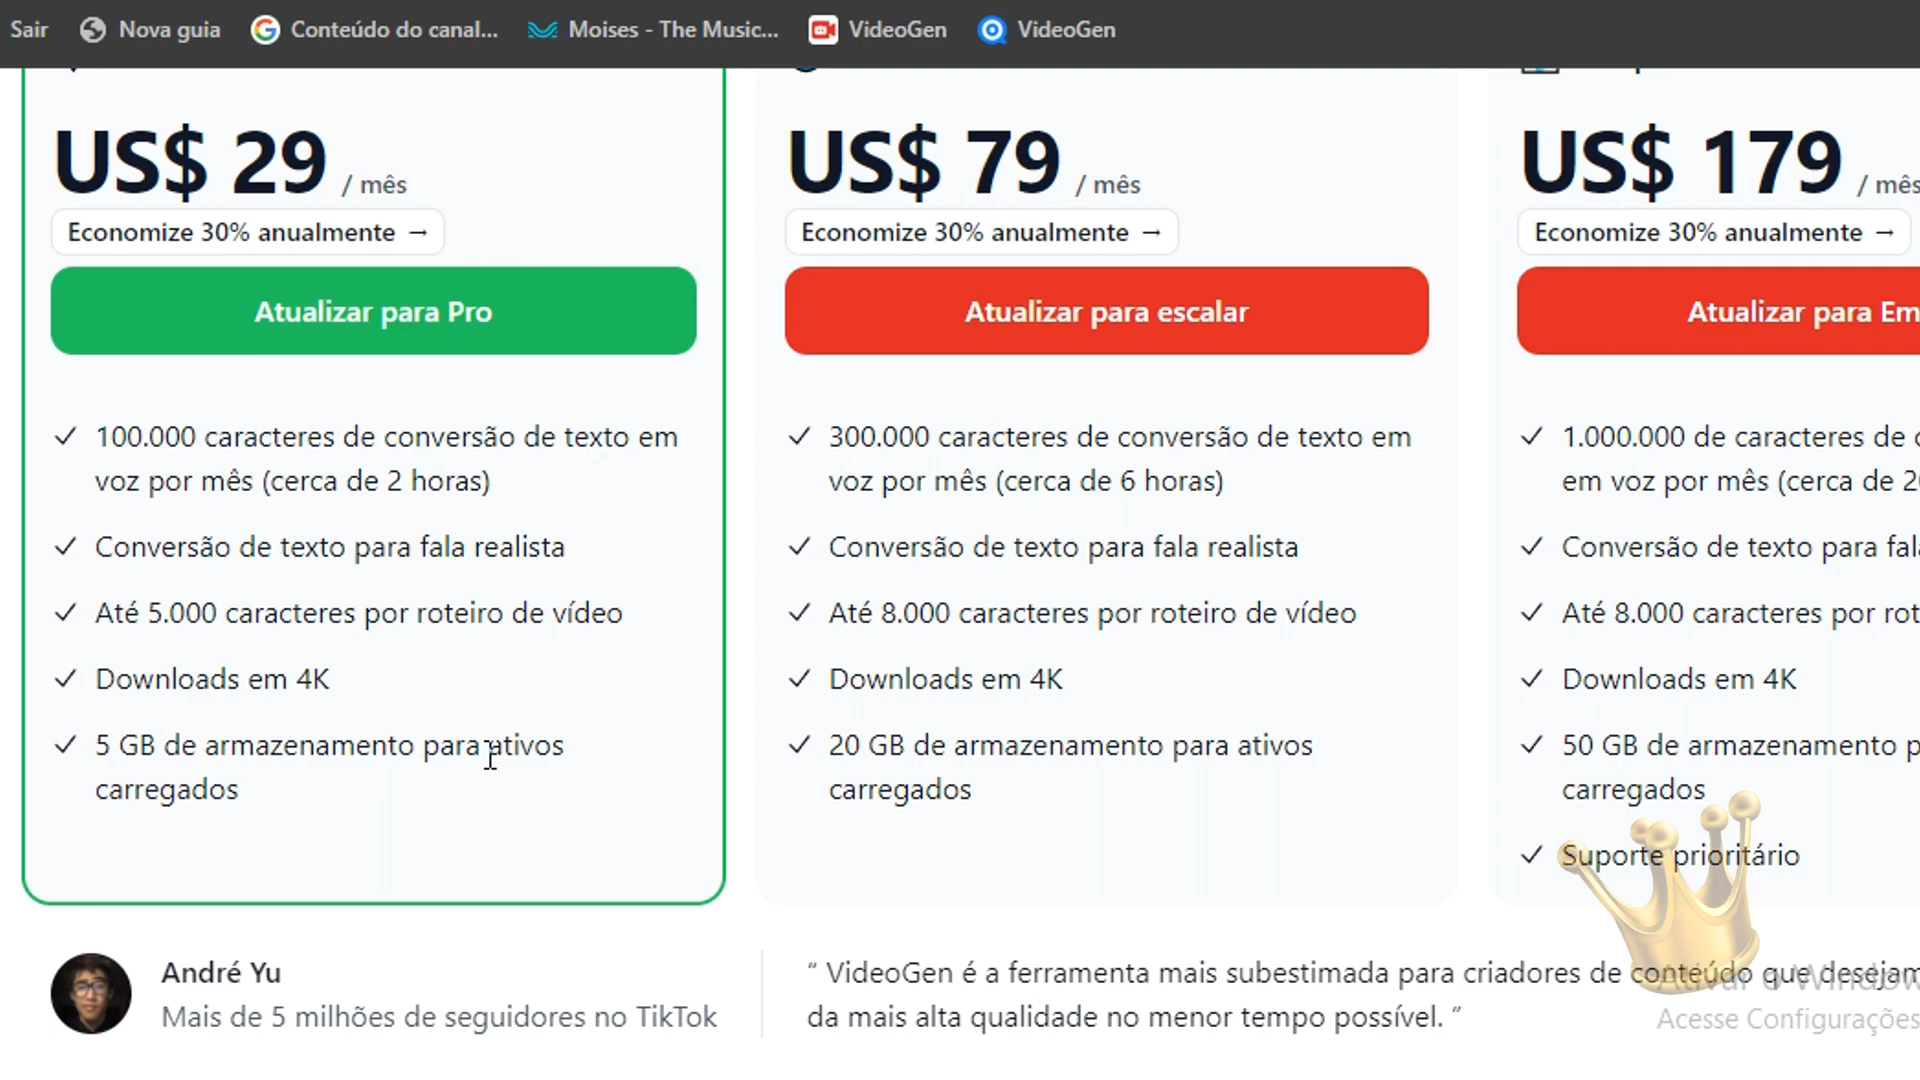 Sair Nova guia Conteúdo do canal... Moises - The Music... VideoGen VideoGen
US$ 29 / mês
Economize 30% anualmente →
Atualizar para Pro
✓ 100.000 caracteres de conversão de texto em
voz por mês (cerca de 2 horas)
✓ Conversão de texto para fala realista
✓ Até 5.000 caracteres por roteiro de vídeo
✓ Downloads em 4K
✓ 5 GB de armazenamento para ativos
carregados
US$ 79 / mês
Economize 30% anualmente →
Atualizar para escalar
✓ 300.000 caracteres de conversão de texto em
voz por mês (cerca de 6 horas)
✓ Conversão de texto para fala realista
✓ Até 8.000 caracteres por roteiro de vídeo
✓ Downloads em 4K
✓ 20 GB de armazenamento para ativos
carregados
US$ 179 / mês
Economize 30% anualmente →
Atualizar para Em
✓ 1.000.000 de caracteres de
em voz por mês (cerca de 2
✓ Conversão de texto para fal
✓ Até 8.000 caracteres por rot
✓ Downloads em 4K
✓ 50 GB de armazenamento p
carregados
✓ Suporte prioritário
André Yu
Mais de 5 milhões de seguidores no TikTok
“ VideoGen é a ferramenta mais subestimada para criadores de conteúdo que desejam
da mais alta qualidade no menor tempo possível. ”
Ativar o Window
Acesse Configurações